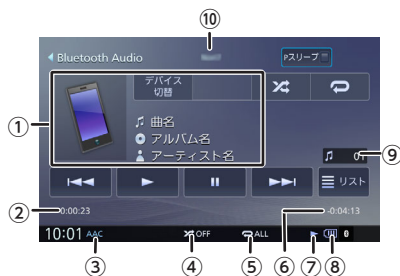 ⑩
Bluetooth Audio
Pスリープ
デバイス
切替
①
曲名
アルバム名
アーティスト名
⑨
01
リスト
②
0:00:23
-0:04:13
10:01 AAC
OFF
ALL
③
④
⑤
⑥
⑦
⑧